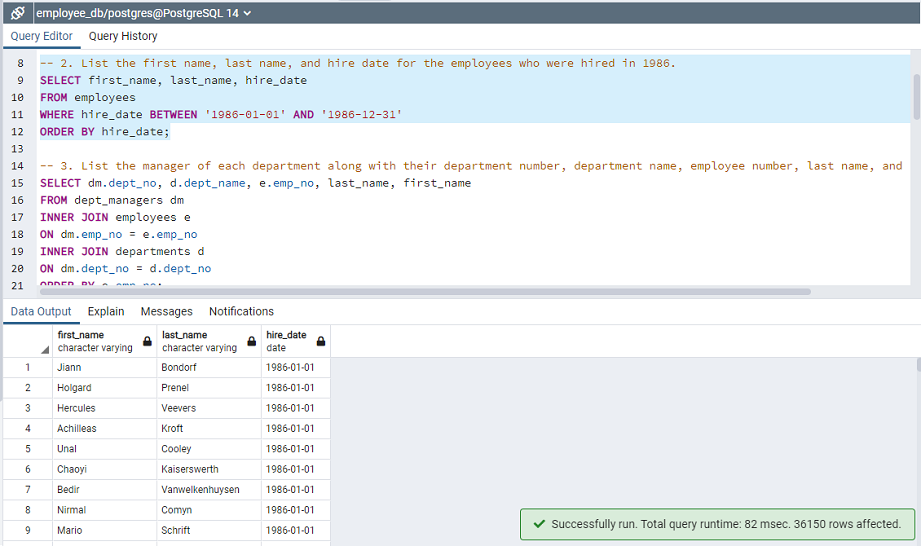 employee_db/postgres@PostgreSQL 14
Query Editor Query History
8 -- 2. List the first name, last name, and hire date for the employees who were hired in 1986.
9 SELECT first_name, last_name, hire_date
10 FROM employees
11 WHERE hire_date BETWEEN '1986-01-01' AND '1986-12-31'
12 ORDER BY hire_date;
13
14 -- 3. List the manager of each department along with their department number, department name, employee number, last name, and
15 SELECT dm.dept_no, d.dept_name, e.emp_no, last_name, first_name
16 FROM dept_managers dm
17 INNER JOIN employees e
18 ON dm.emp_no = e.emp_no
19 INNER JOIN departments d
20 ON dm.dept_no = d.dept_no
21 ORDER BY e.emp_no;
Data Output Explain Messages Notifications
first_name last_name hire_date
character varying character varying date
1 Jiann Bondorf 1986-01-01
2 Holgard Prenel 1986-01-01
3 Hercules Veevers 1986-01-01
4 Achilleas Kroft 1986-01-01
5 Unal Cooley 1986-01-01
6 Chaoyi Kaiserswerth 1986-01-01
7 Bedir Vanwelkenhuysen 1986-01-01
8 Nirmal Comyn 1986-01-01
9 Mario Schrift 1986-01-01
Successfully run. Total query runtime: 82 msec. 36150 rows affected.